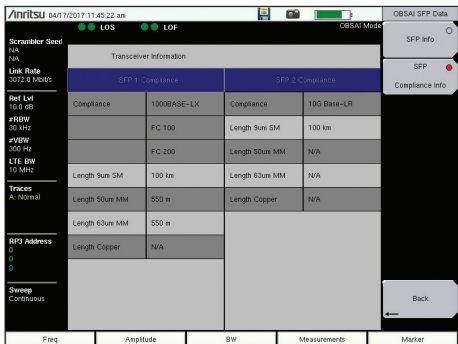 Anritsu 04/17/2017 11:45:22 am
LOS LOF
OBSAI Mode
OBSAI SFP Data
Scrambler Seed
NA
NA
Link Rate
3072.0 Mbit/s
Ref Lvl
10.0 dB
#RBW
30 kHz
#VBW
300 Hz
LTE BW
10 MHz
Traces
A: Normal
RP3 Address
0
0
0
Sweep
Continuous
Transceiver Information
SFP 1 Compliance SFP 2 Compliance
Compliance 1000BASE-LX Compliance 10G Base-LR
FC 100 Length 9um SM 100 km
FC 200 Length 50um MM N/A
Length 9um SM 100 km Length 63um MM N/A
Length 50um MM 550 m Length Copper N/A
Length 63um MM 550 m
Length Copper N/A
SFP Info
SFP
Compliance Info
Back
Freq Amplitude BW Measurements Marker